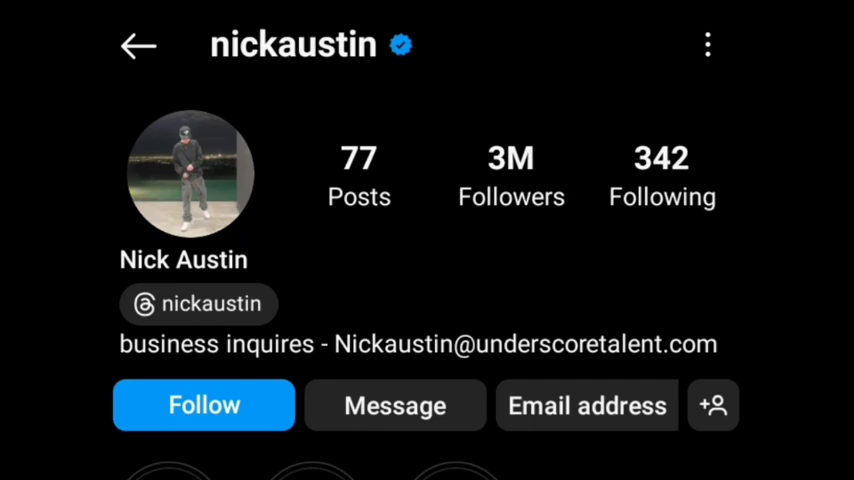 nickaustin
77 3M 342
Posts Followers Following
Nick Austin
nickaustin
business inquires - Nickaustin@underscoretalent.com
Follow Message Email address